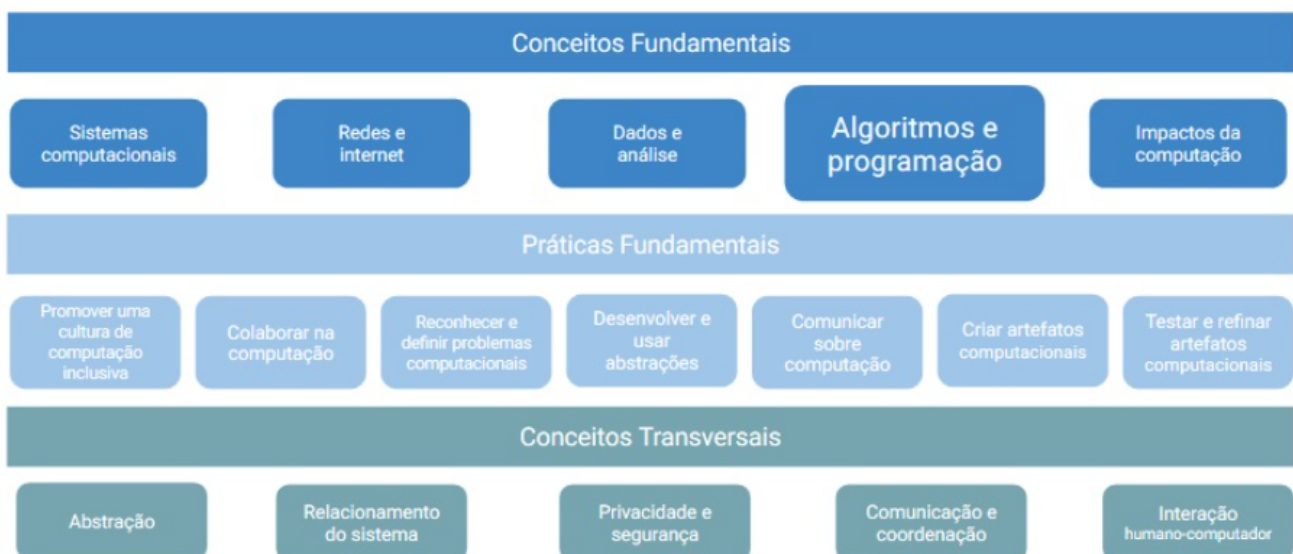 Conceitos Fundamentais
Sistemas
computacionais
Redes e
internet
Dados e
análise
Algoritmos e
programação
Impactos da
computação
Práticas Fundamentais
Promover uma
cultura de
computação
inclusiva
Colaborar na
computação
Reconhecer e
definir problemas
computacionais
Desenvolver e
usar
abstrações
Comunicar
sobre
computação
Criar artefatos
computacionais
Testar e refinar
artefatos
computacionais
Conceitos Transversais
Abstração
Relacionamento
do sistema
Privacidade e
segurança
Comunicação e
coordenação
Interação
humano-computador